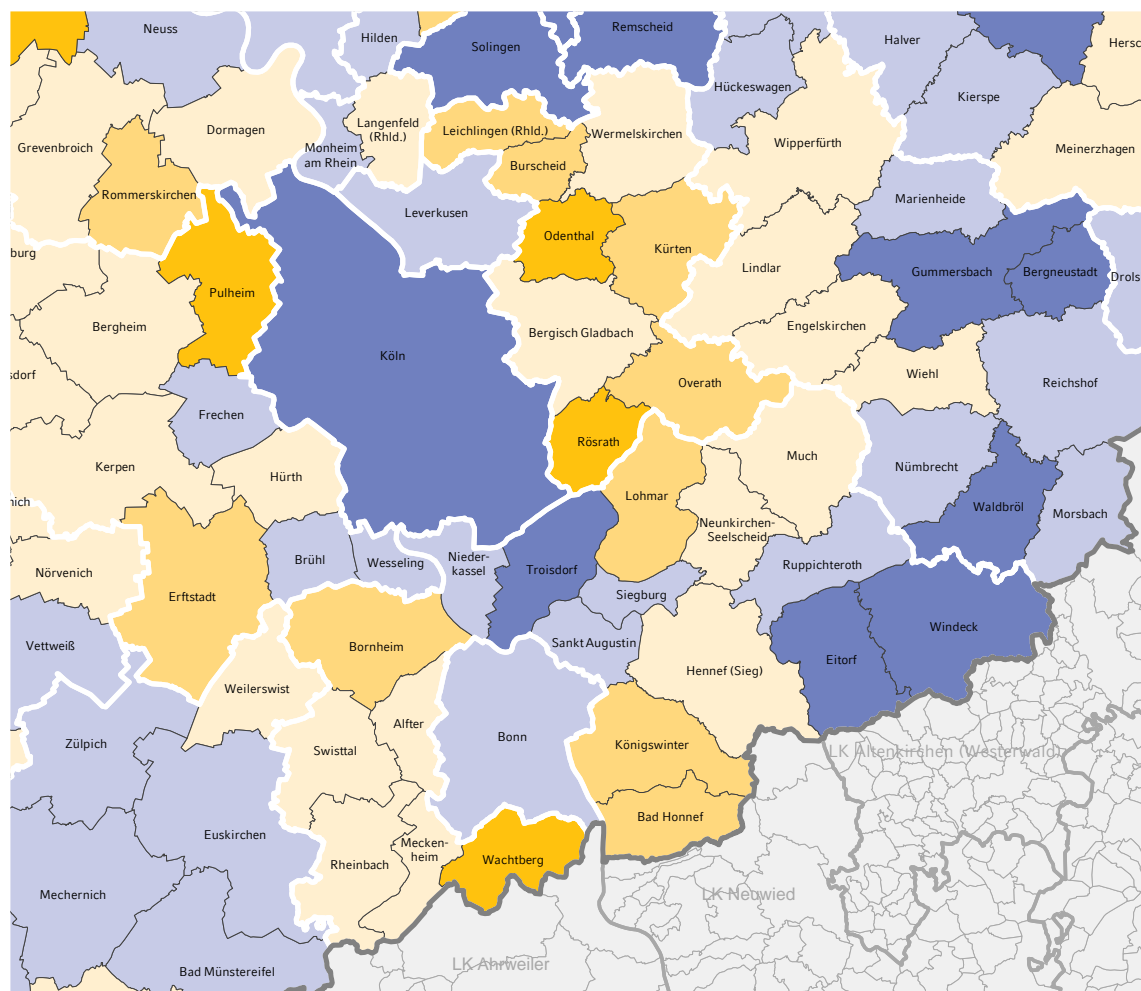 Neuss
Hilden
Solingen
Remscheid
Halver
Hersc
Hückeswagen
Kierspe
Grevenbroich
Dormagen
Langenfeld
(Rhld.)
Leichlingen (Rhld.)
Wermelskirchen
Wipperfürth
Meinerzhagen
Monheim
am Rhein
Burscheid
Rommerskirchen
Leverkusen
Marienheide
Odenthal
Kürten
burg
Lindlar
Gummersbach
Bergneustadt
Drols
Pulheim
Bergheim
Bergisch Gladbach
Engelskirchen
Köln
sdorf
Overath
Wiehl
Reichshof
Frechen
Rösrath
Kerpen
Hürth
Much
Nümbrecht
nich
Lohmar
Neunkirchen-
Seelscheid
Waldbröl
Morsbach
Nörvenich
Brühl
Wesseling
Nieder-
kassel
Troisdorf
Ruppichteroth
Erftstadt
Siegburg
Windeck
Vettweiß
Bornheim
Sankt Augustin
Eitorf
Weilerswist
Hennef (Sieg)
Zülpich
Swisttal
Alfter
Bonn
Königswinter
LK Altenkirchen (Westerwald)
Euskirchen
Bad Honnef
Rheinbach
Mecken-
heim
Wachtberg
Mechernich
LK Neuwied
Bad Münstereifel
LK Ahrweiler